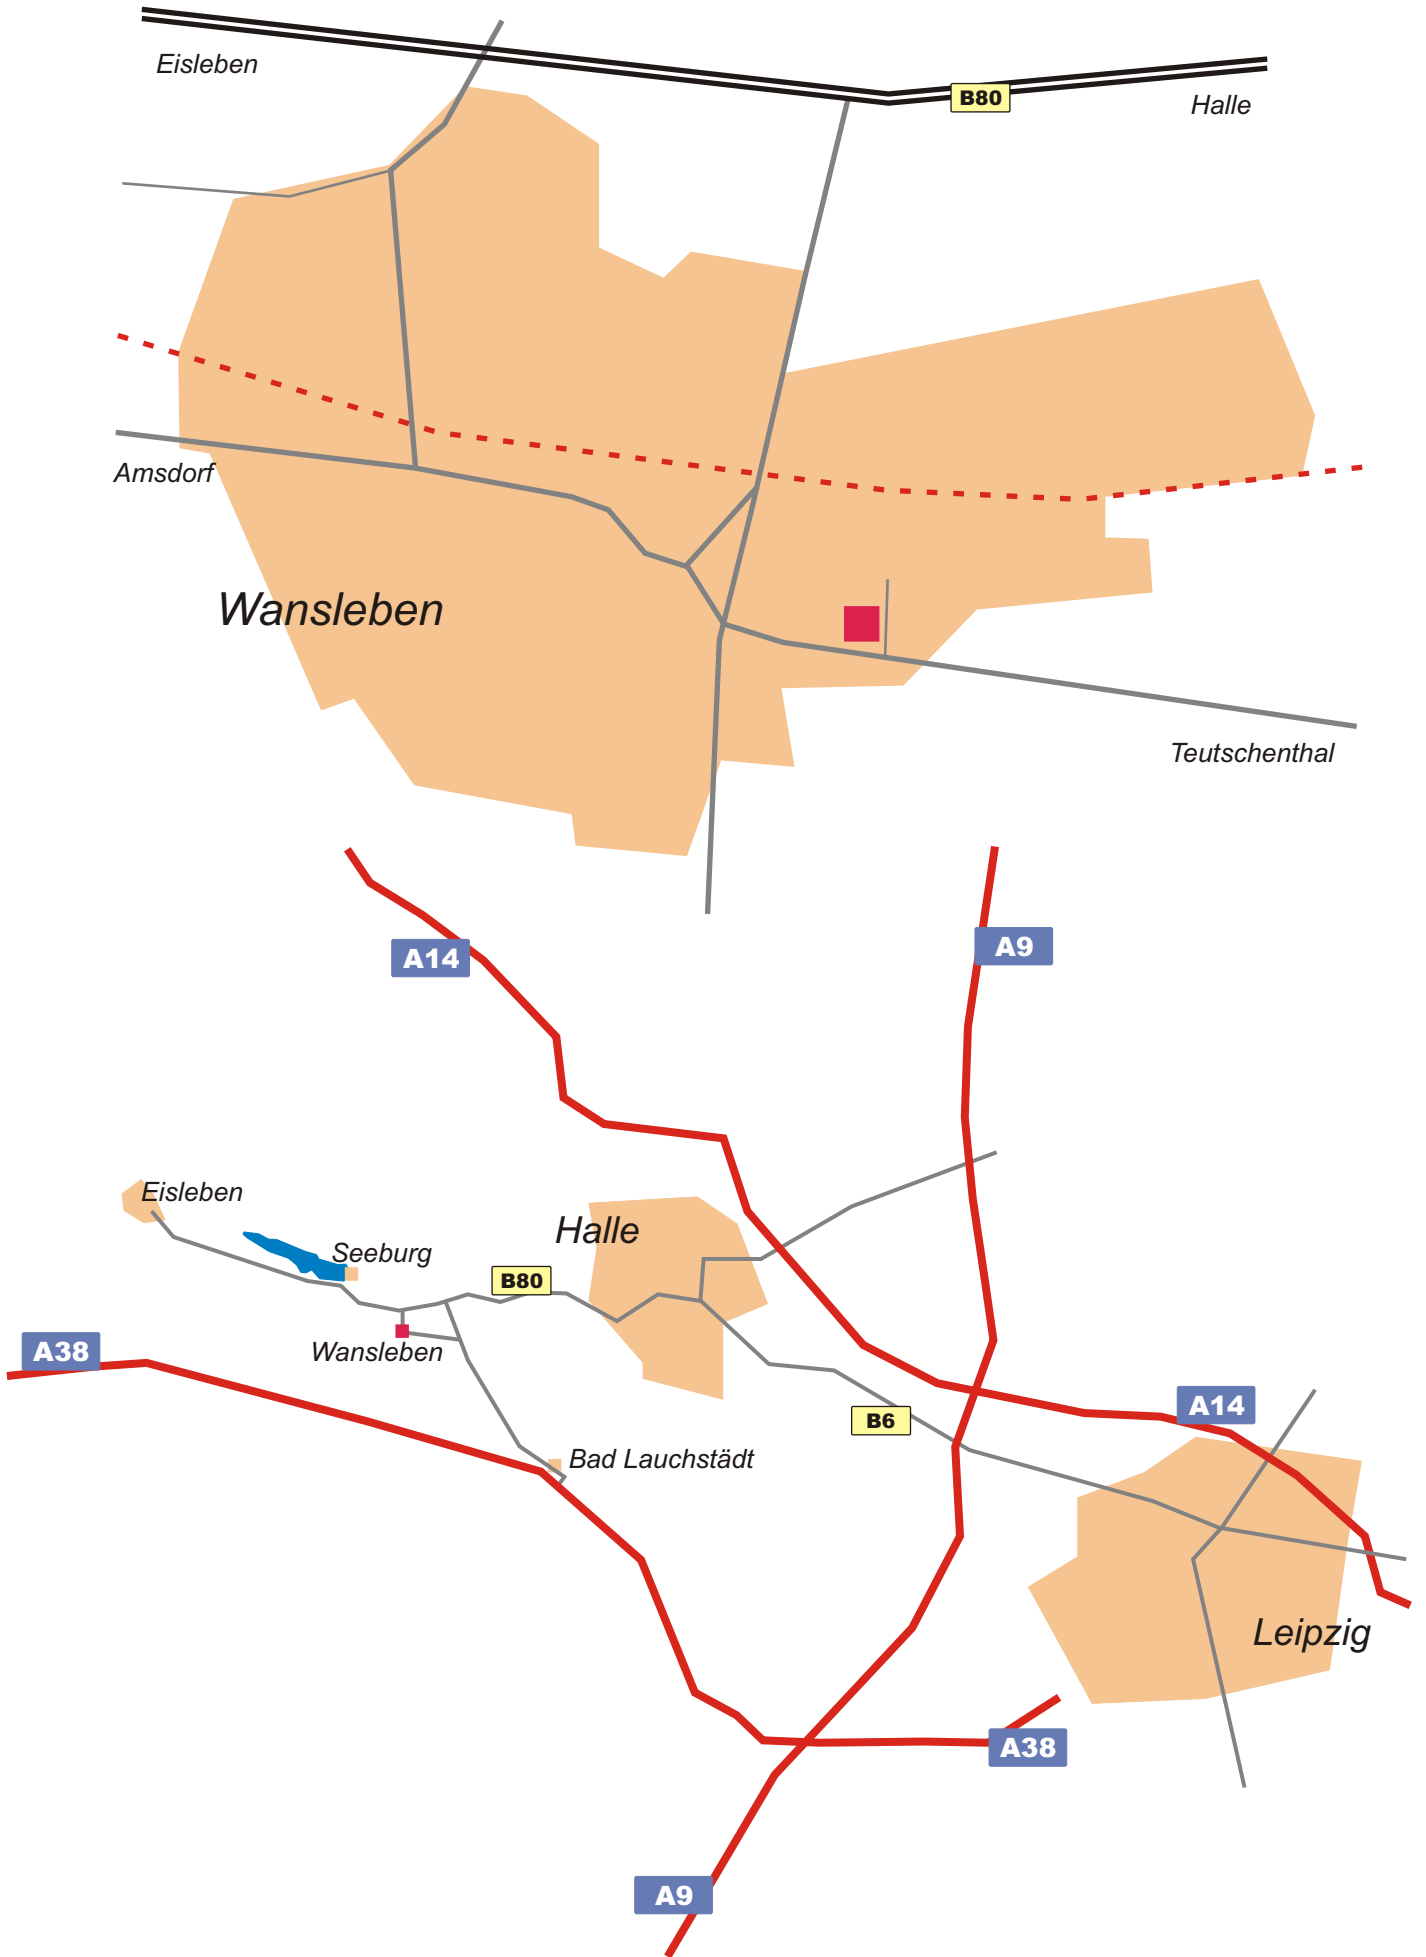 Eisleben
B80
Halle
Amsdorf
Wansleben
Teutschenthal
A14
A9
Eisleben
Halle
Seeburg
B80
A38
Wansleben
A14
B6
Bad Lauchstädt
Leipzig
A38
A9